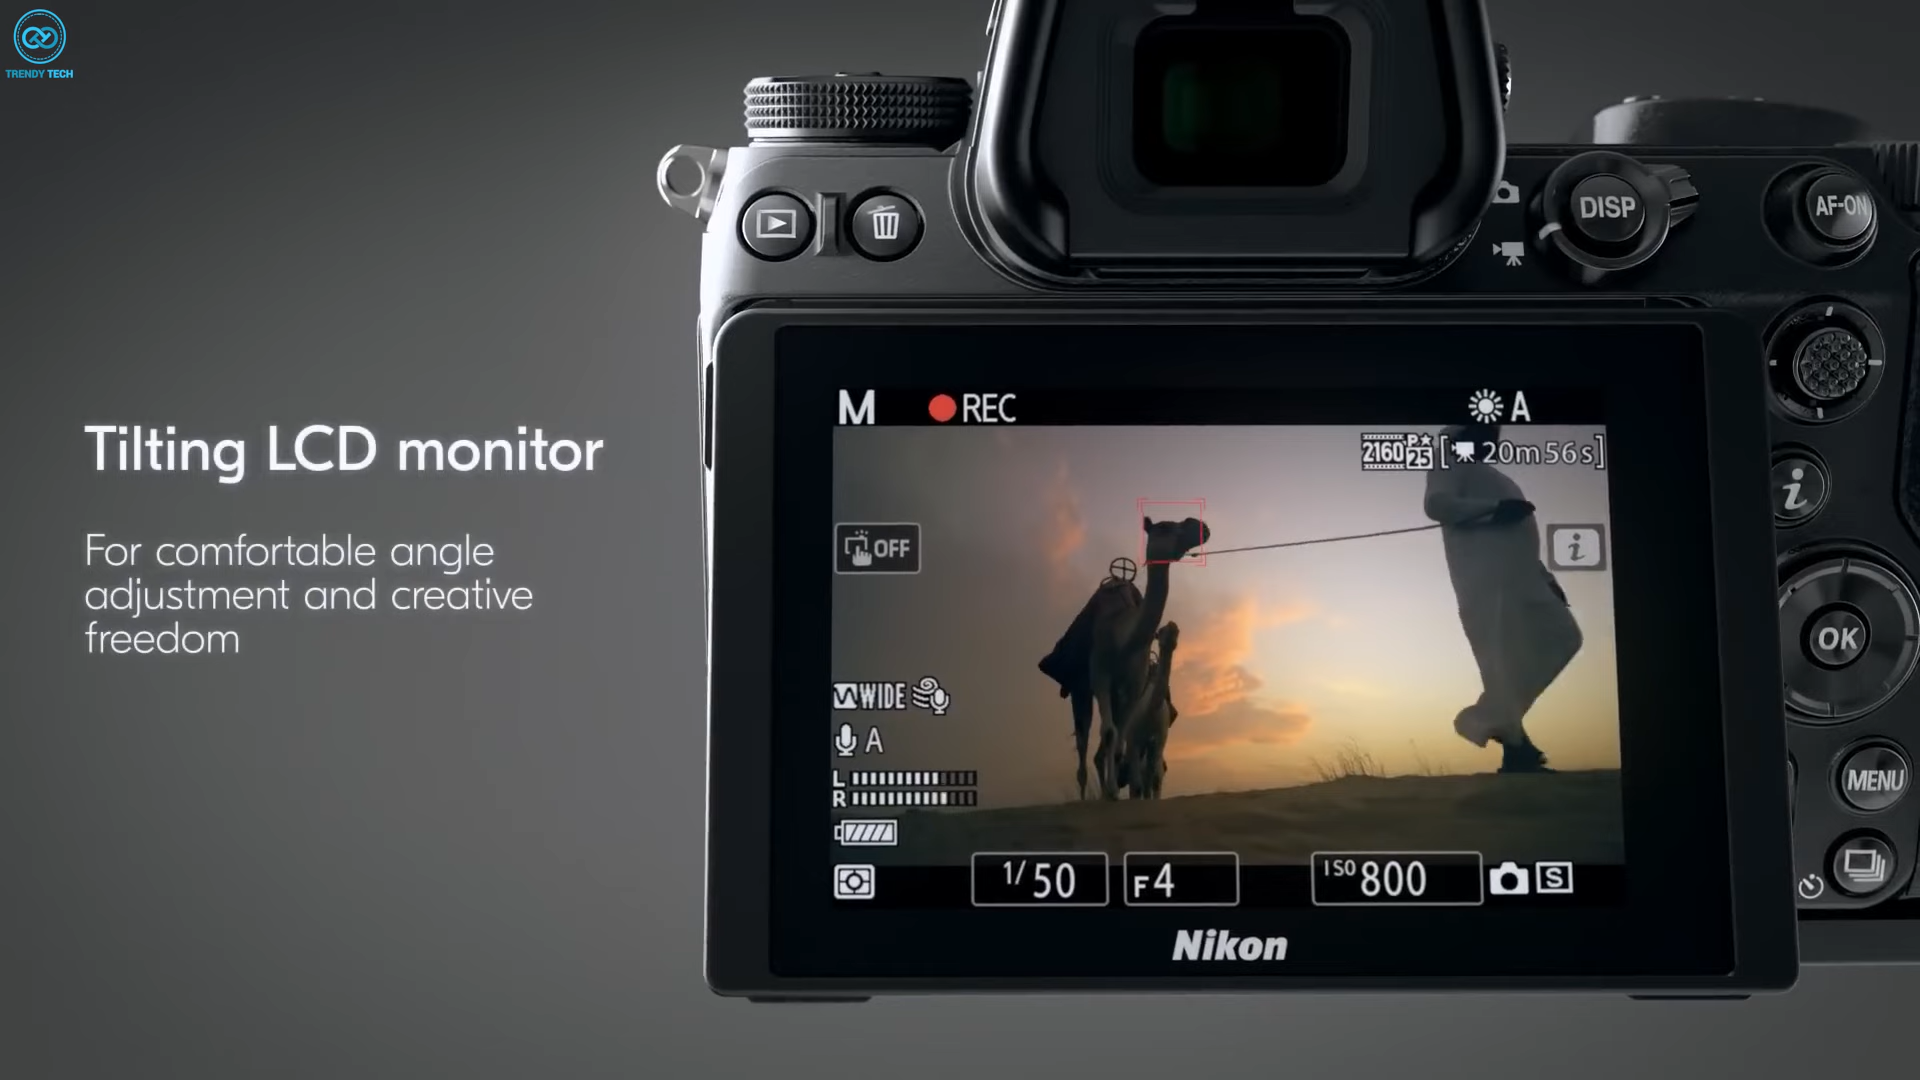 TRENDY TECH
DISP
AF-ON
M REC A
2160 P★ 25 [20m56s]
Tilting LCD monitor
i
OFF
i
For comfortable angle
adjustment and creative
freedom
OK
WIDE
A
L
R
MENU
1/50 F4 ISO 800 S
Nikon